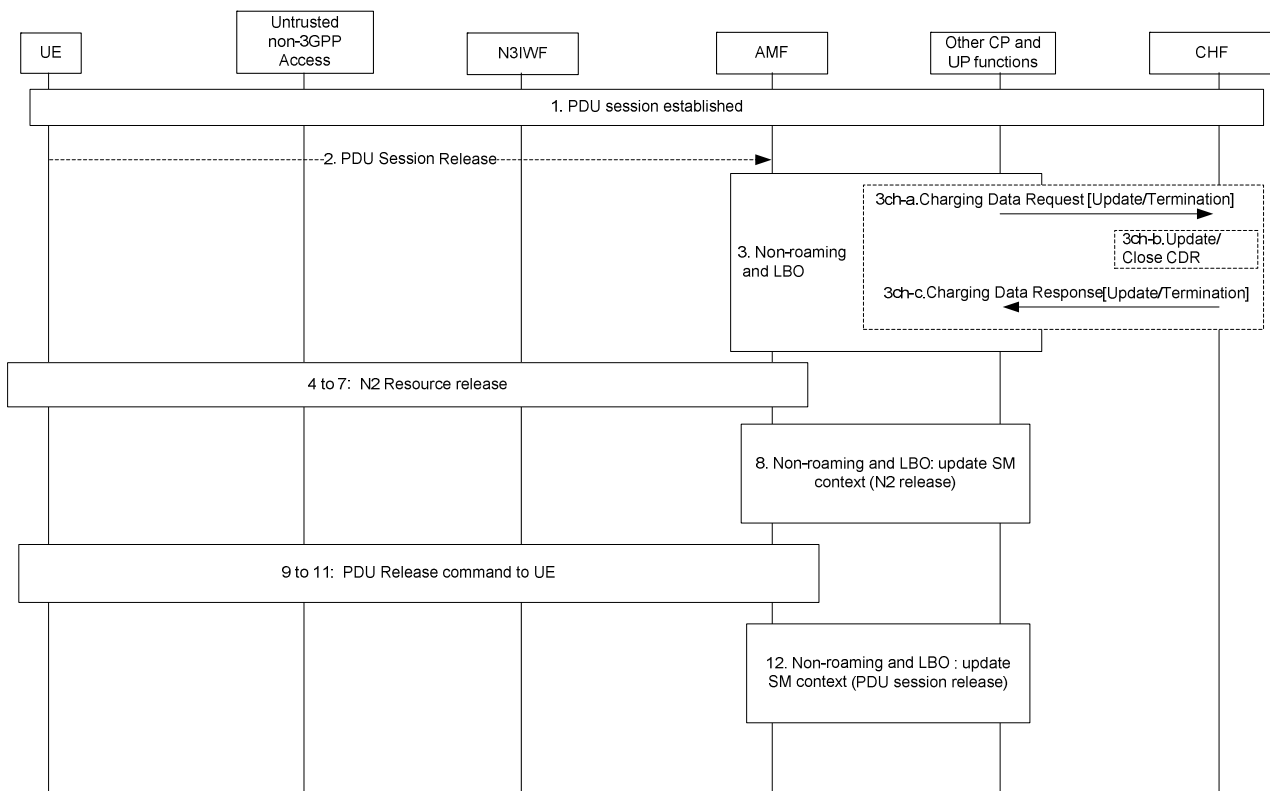 UE
Untrusted
non-3GPP
Access
N3IWF
AMF
Other CP and
UP functions
CHF
1. PDU session established
2. PDU Session Release
3ch-a.Charging Data Request [Update/Termination]
3ch-b.Update/
Close CDR
3. Non-roaming
and LBO
3ch-c.Charging Data Response[Update/Termination]
4 to 7: N2 Resource release
8. Non-roaming and LBO: update SM
context (N2 release)
9 to 11: PDU Release command to UE
12. Non-roaming and LBO : update
SM context (PDU session release)